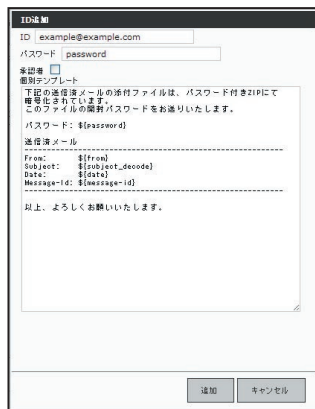 ID追加
ID example@example.com
パスワード password
承認者
個別テンプレート
下記の送信済メールの添付ファイルは、パスワード付きZIPにて
暗号化されています。
このファイルの開封パスワードをお送りいたします。
パスワード: ${password}
送信済メール
--------------------------------------------------
From: ${from}
Subject: ${subject_decode}
Date: ${date}
Message-Id: ${message-id}
--------------------------------------------------
以上、よろしくお願いいたします。
追加 キャンセル